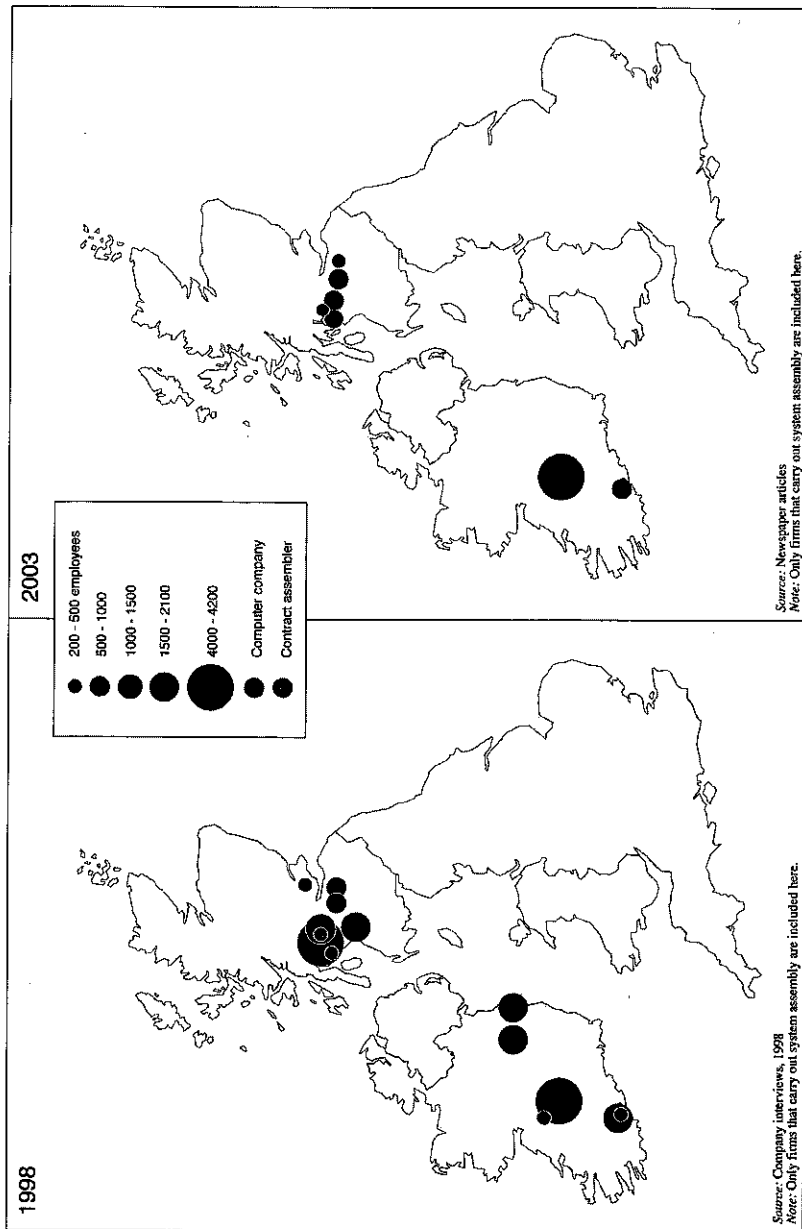 1998
Source: Company interviews, 1998
Note: Only firms that carry out system assembly are included here.
2003
200 - 500 employees
500 - 1000
1000 - 1500
1500 - 2100
4000 - 4200
Computer company
Contract assembler
Source: Newspaper articles
Note: Only firms that carry out system assembly are included here.